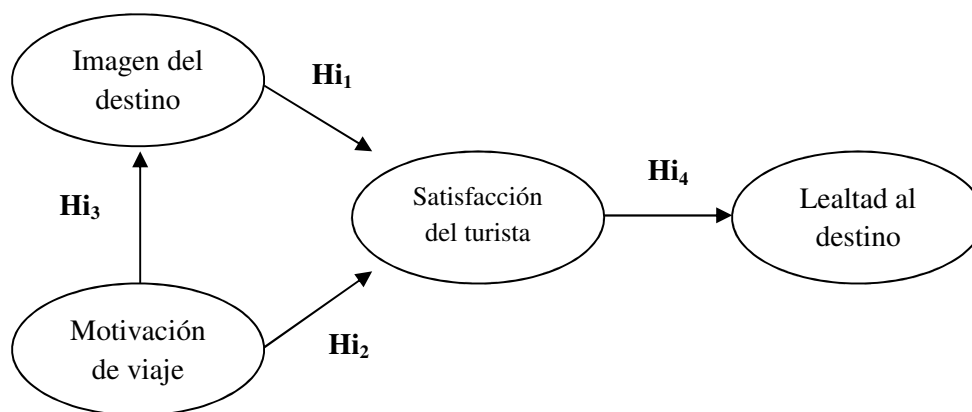 Imagen del
destino
Hi₁
Hi₃
Satisfacción
del turista
Hi₄
Lealtad al
destino
Motivación
de viaje
Hi₂